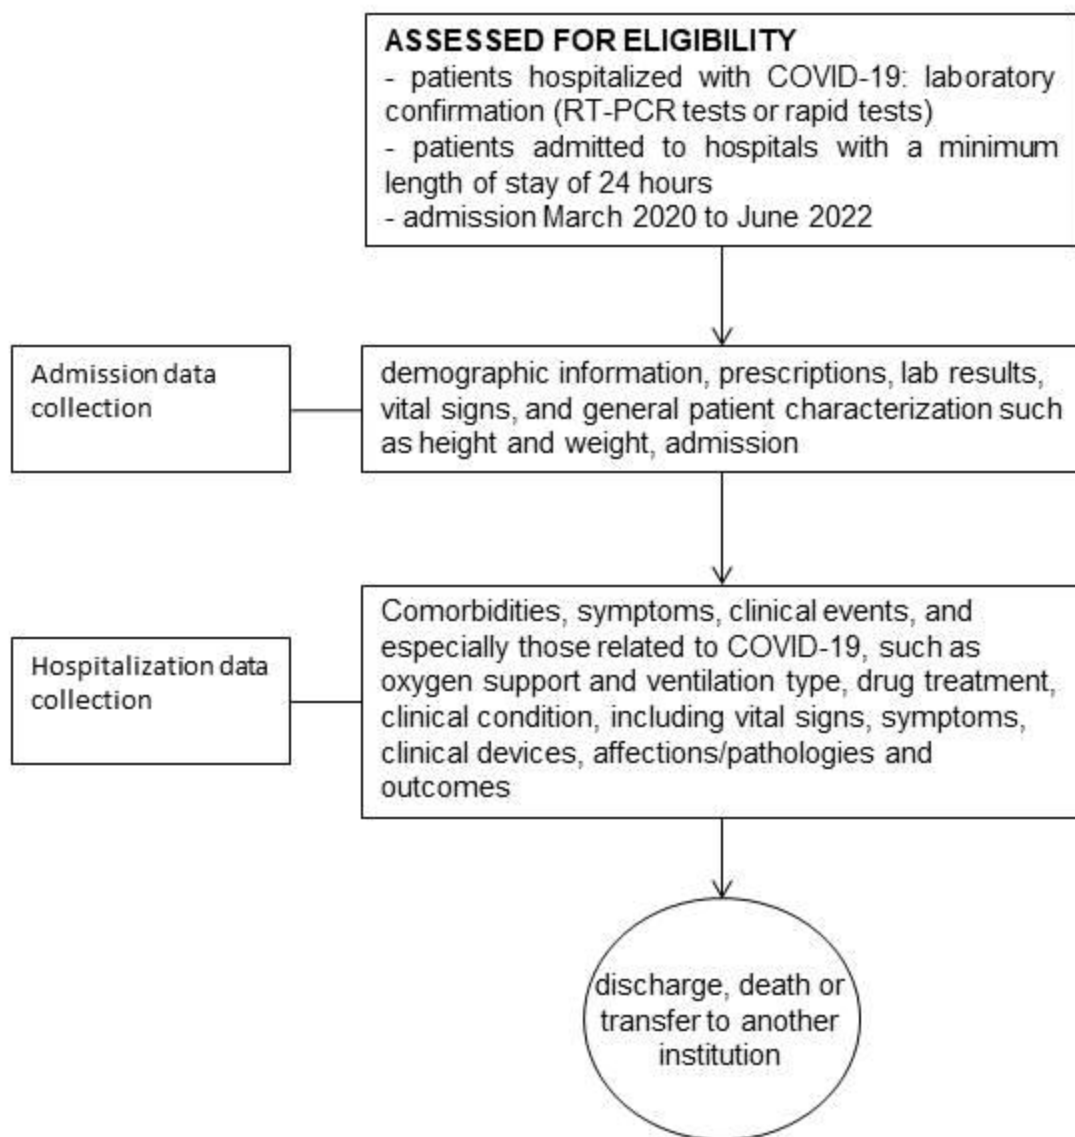 ASSESSED FOR ELIGIBILITY
- patients hospitalized with COVID-19: laboratory
confirmation (RT-PCR tests or rapid tests)
- patients admitted to hospitals with a minimum
length of stay of 24 hours
- admission March 2020 to June 2022
Admission data
collection
demographic information, prescriptions, lab results,
vital signs, and general patient characterization such
as height and weight, admission
Hospitalization data
collection
Comorbidities, symptoms, clinical events, and
especially those related to COVID-19, such as
oxygen support and ventilation type, drug treatment,
clinical condition, including vital signs, symptoms,
clinical devices, affections/pathologies and
outcomes
discharge, death or
transfer to another
institution